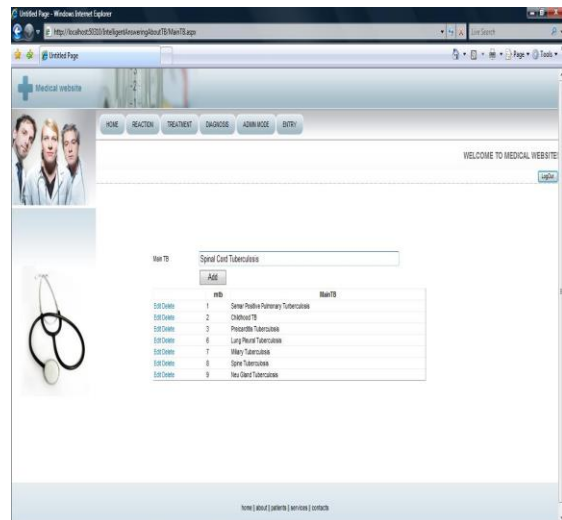 Untitled Page - Windows Internet Explorer
http://localhost:50320/IntelligentAnsweringAboutTB/MainTB.aspx Live Search
Untitled Page Page Tools
Medical website
HOME REACTION TREATMENT DIAGNOSIS ADMIN MODE ENTRY
WELCOME TO MEDICAL WEBSITE
LogOut
Main TB Spinal Cord Tuberculosis
Add
mtb MainTB
Edit Delete 1 Semar Positive Pulmonary Turberculosis
Edit Delete 2 Childhood TB
Edit Delete 3 Preicarditis Tuberculosis
Edit Delete 6 Lung Pleural Tuberculosis
Edit Delete 7 Miliary Tuberculosis
Edit Delete 8 Spine Tuberculosis
Edit Delete 9 Neu Gland Tuberculosis
home | about | patients | services | contacts